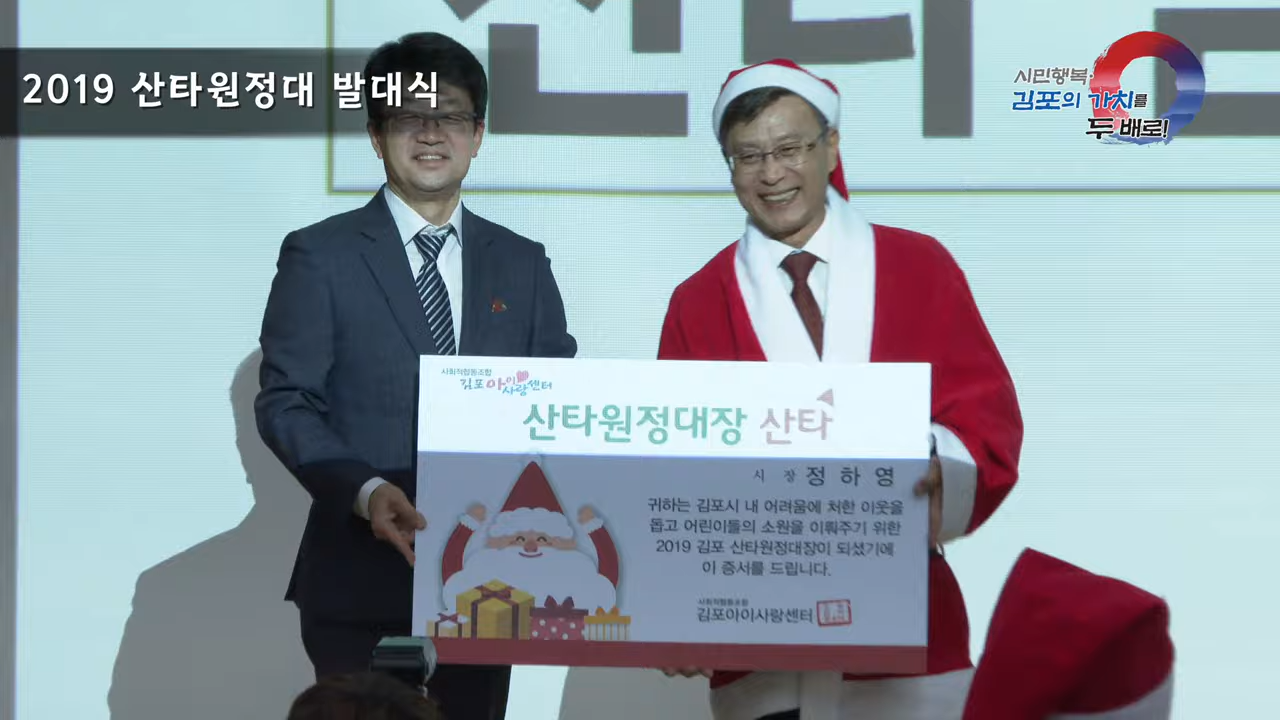 2019 산타원정대 발대식
시민행복
김포의 가치를
두 배로!
사회적협동조합
김포아이사랑센터
산타원정대장 산타
시 장 정 하 영
귀하는 김포시 내 어려움에 처한 이웃을
돕고 어린이들의 소원을 이뤄주기 위한
2019 김포 산타원정대장이 되셨기에
이 증서를 드립니다.
사회적협동조합
김포아이사랑센터